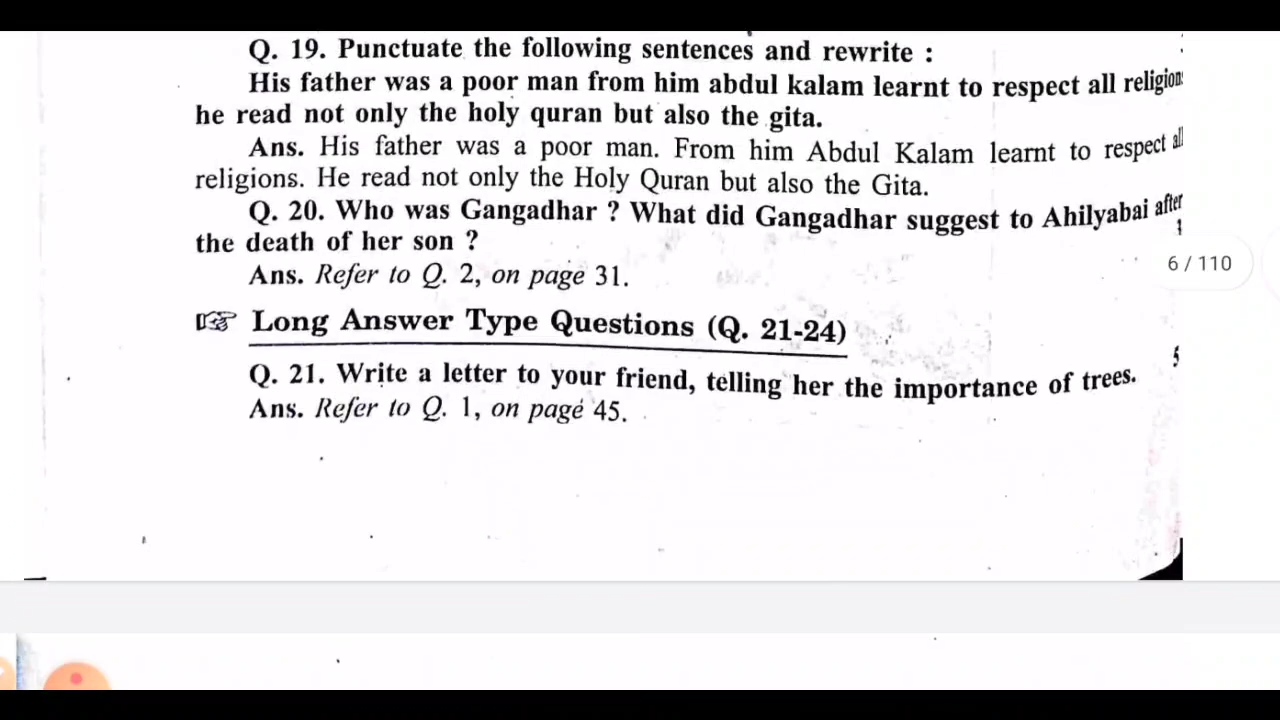 Q. 19. Punctuate the following sentences and rewrite :
His father was a poor man from him abdul kalam learnt to respect all religions
he read not only the holy quran but also the gita.
Ans. His father was a poor man. From him Abdul Kalam learnt to respect all
religions. He read not only the Holy Quran but also the Gita.
Q. 20. Who was Gangadhar ? What did Gangadhar suggest to Ahilyabai after
the death of her son ?
Ans. Refer to Q. 2, on page 31.
6 / 110
Long Answer Type Questions (Q. 21-24)
Q. 21. Write a letter to your friend, telling her the importance of trees.
Ans. Refer to Q. 1, on page 45.